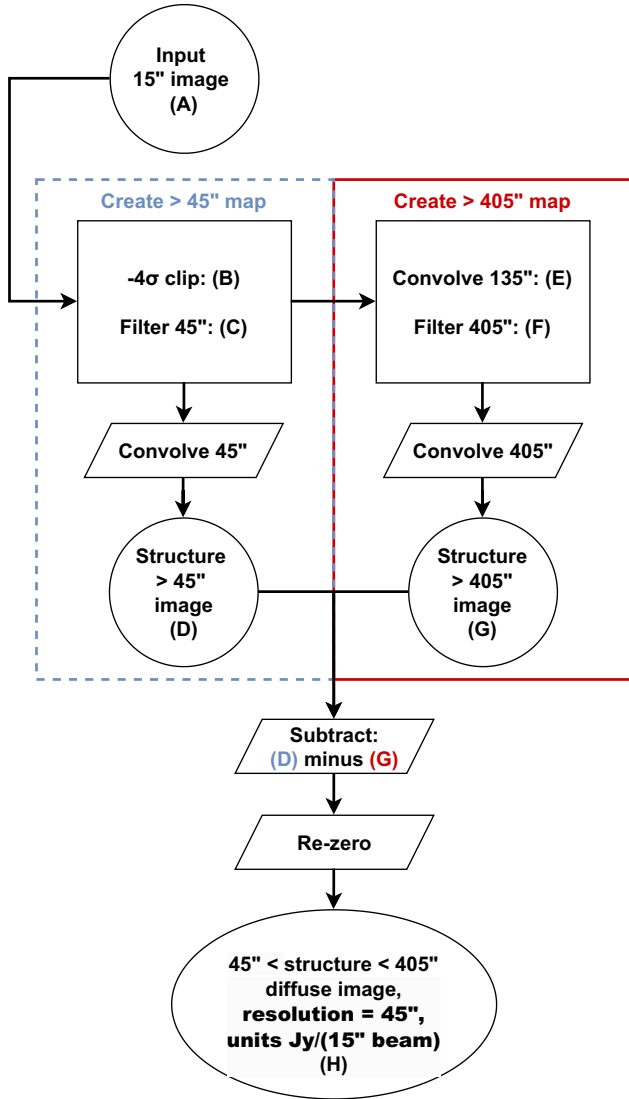 Input
15" image
(A)
Create > 45" map
-4σ clip: (B)
Filter 45": (C)
Convolve 45"
Structure
> 45"
image
(D)
Create > 405" map
Convolve 135": (E)
Filter 405": (F)
Convolve 405"
Structure
> 405"
image
(G)
Subtract:
(D) minus (G)
Re-zero
45" < structure < 405"
diffuse image,
resolution = 45",
units Jy/(15" beam)
(H)